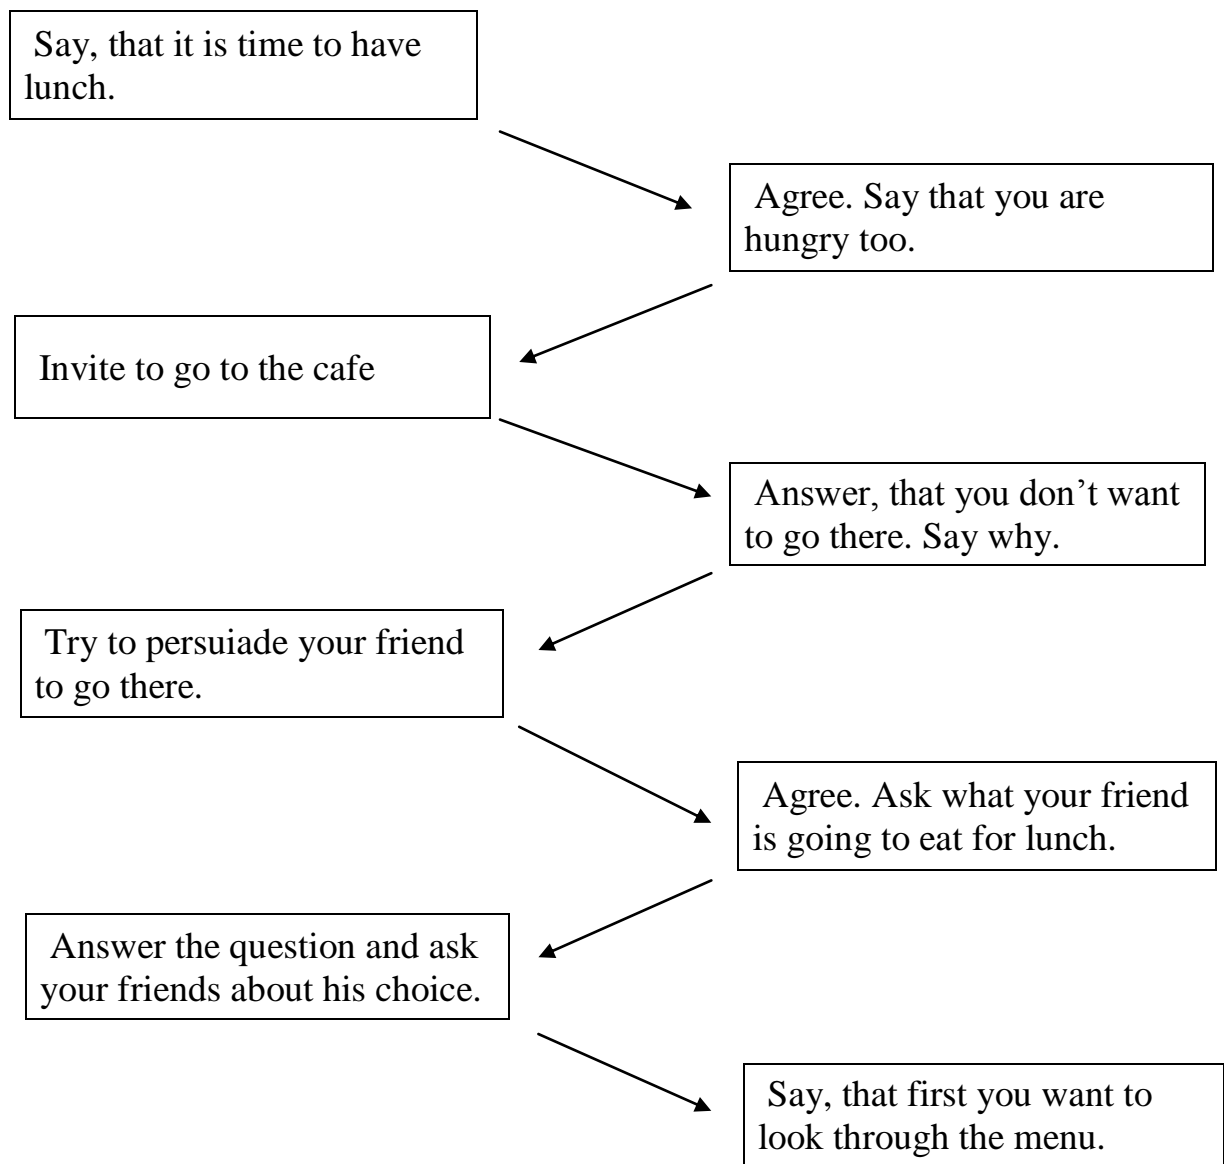 Say, that it is time to have
lunch.
Agree. Say that you are
hungry too.
Invite to go to the cafe
Answer, that you don’t want
to go there. Say why.
Try to persuiade your friend
to go there.
Agree. Ask what your friend
is going to eat for lunch.
Answer the question and ask
your friends about his choice.
Say, that first you want to
look through the menu.